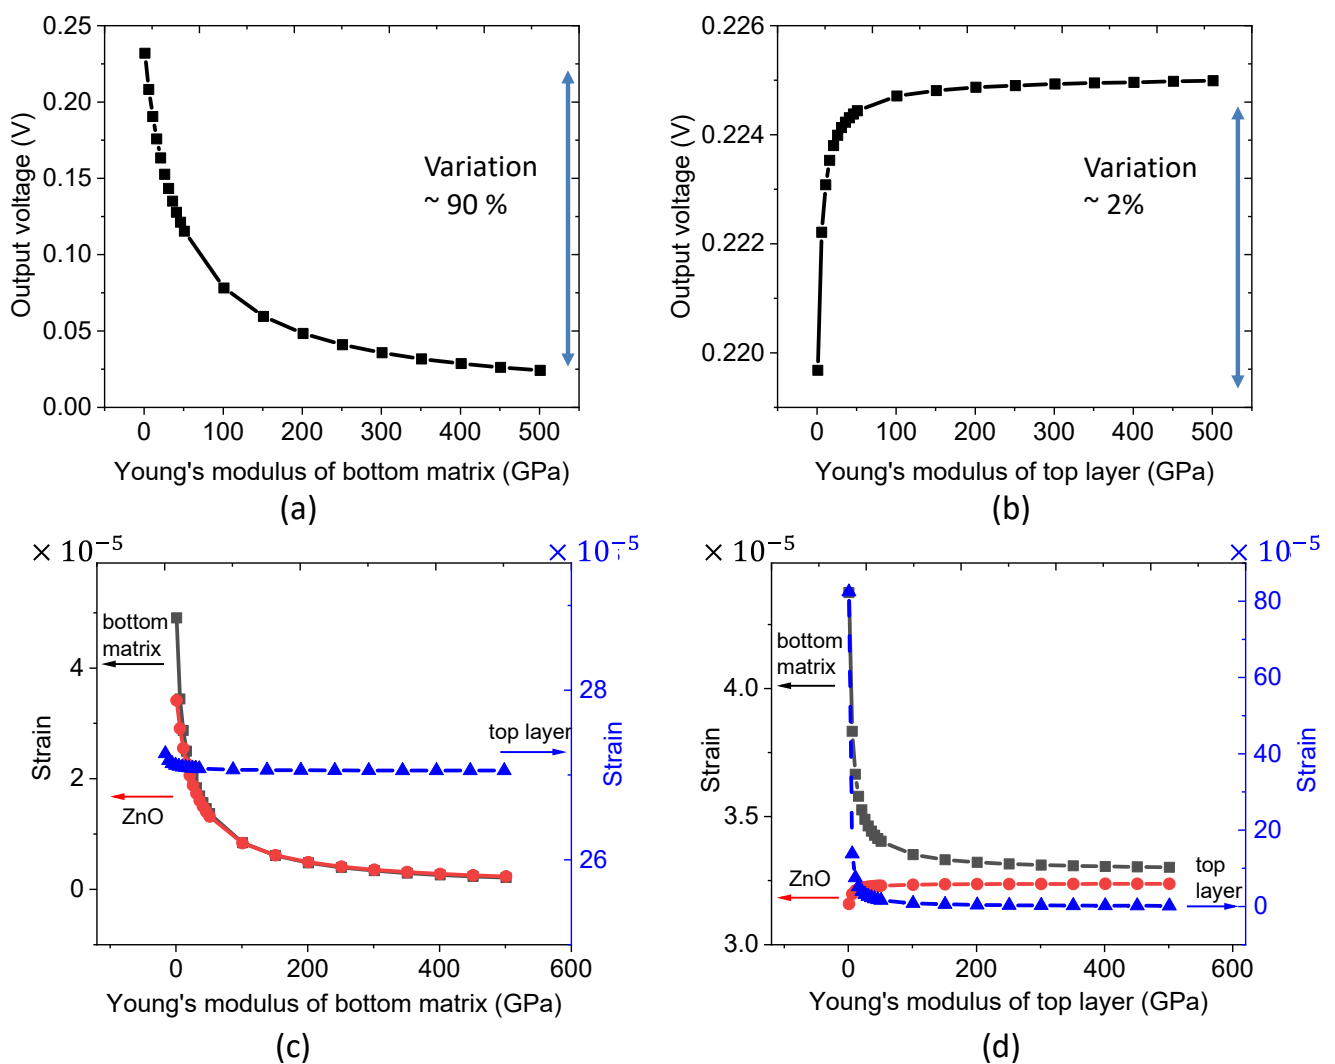 0.25
0.20
0.15
0.10
0.05
0.00
Output voltage (V)
Variation
~ 90 %
0 100 200 300 400 500
Young's modulus of bottom matrix (GPa)
(a)
0.226
0.224
0.222
0.220
Output voltage (V)
Variation
~ 2%
0 100 200 300 400 500
Young's modulus of top layer (GPa)
(b)
× 10⁻⁵
× 10⁻⁵
4
2
0
Strain
bottom
matrix
ZnO
top layer
28
26
Strain
0 200 400 600
Young's modulus of bottom matrix (GPa)
(c)
× 10⁻⁵
× 10⁻⁵
4.0
3.5
3.0
Strain
bottom
matrix
ZnO
top
layer
80
60
40
20
0
Strain
0 200 400 600
Young's modulus of top layer (GPa)
(d)